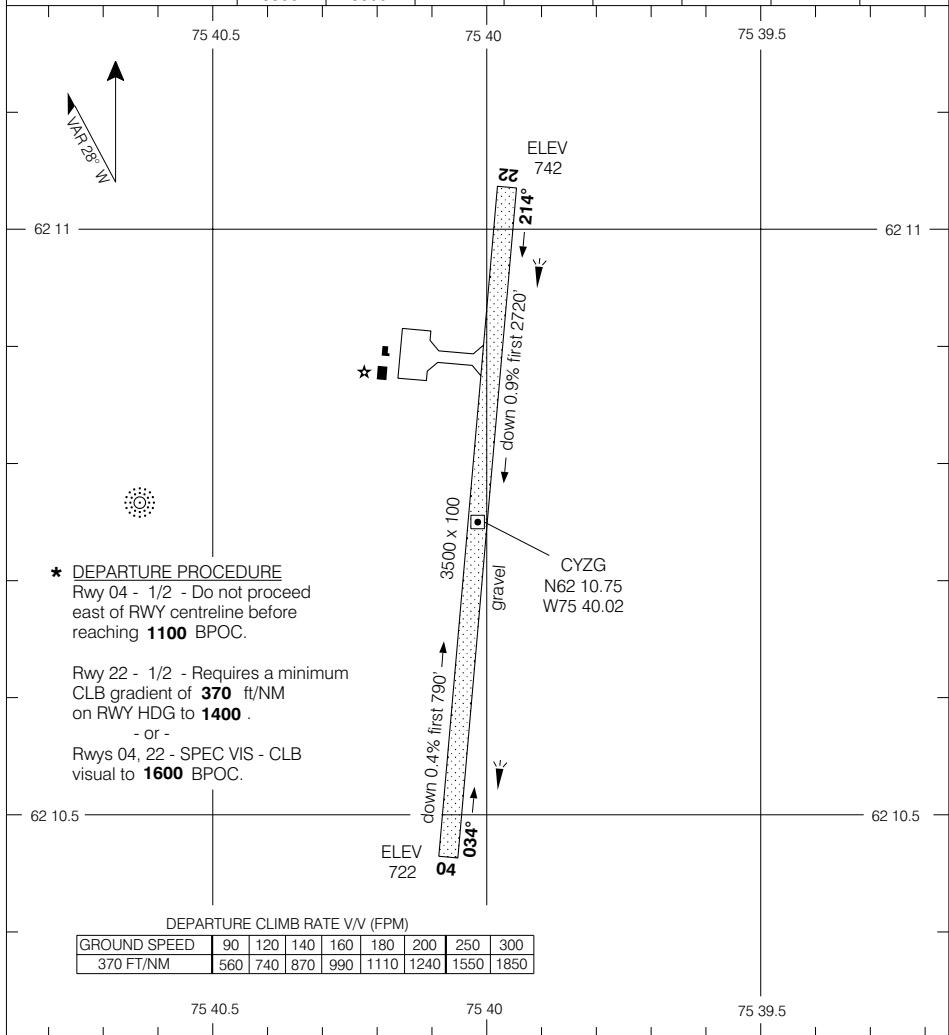 75 40.5
75 40
75 39.5
VAR 28° W
ELEV
742
22
214°
62 11
62 11
down 0.9% first 2720'
3500 x 100
gravel
CYZG
N62 10.75
W75 40.02
* DEPARTURE PROCEDURE
Rwy 04 - 1/2 - Do not proceed
east of RWY centreline before
reaching 1100 BPOC.
Rwy 22 - 1/2 - Requires a minimum
CLB gradient of 370 ft/NM
on RWY HDG to 1400 .
- or -
Rwys 04, 22 - SPEC VIS - CLB
visual to 1600 BPOC.
down 0.4% first 790'
62 10.5
62 10.5
034°
ELEV
722
04
DEPARTURE CLIMB RATE V/V (FPM)
GROUND SPEED 90 120 140 160 180 200 250 300
370 FT/NM 560 740 870 990 1110 1240 1550 1850
75 40.5
75 40
75 39.5